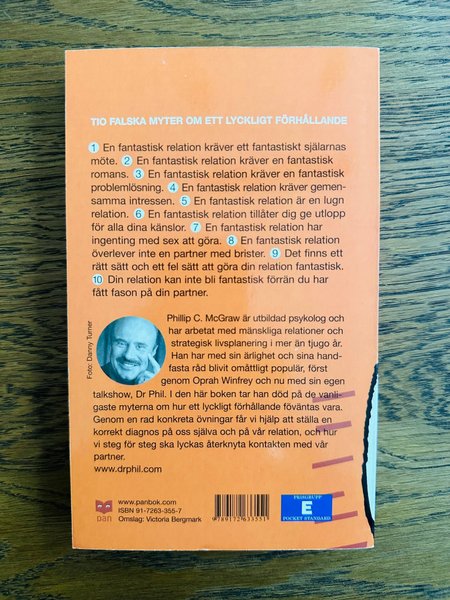 TIO FALSKA MYTER OM ETT LYCKLIGT FÖRHÅLLANDE
1 En fantastisk relation kräver ett fantastiskt själarnas
möte. 2 En fantastisk relation kräver en fantastisk
romans. 3 En fantastisk relation kräver en fantastisk
problemlösning. 4 En fantastisk relation kräver gemen-
samma intressen. 5 En fantastisk relation är en lugn
relation. 6 En fantastisk relation tillåter dig ge utlopp
för alla dina känslor. 7 En fantastisk relation har
ingenting med sex att göra. 8 En fantastisk relation
överlever inte en partner med brister. 9 Det finns ett
rätt sätt och ett fel sätt att göra din relation fantastisk.
10 Din relation kan inte bli fantastisk förrän du har
fått fason på din partner.
Foto: Danny Turner
Phillip C. McGraw är utbildad psykolog och
har arbetat med mänskliga relationer och
strategisk livsplanering i mer än tjugo år.
Han har med sin ärlighet och sina hand-
fasta råd blivit omåttligt populär, först
genom Oprah Winfrey och nu med sin egen
talkshow, Dr Phil. I den här boken tar han död på de vanli-
gaste myterna om hur ett lyckligt förhållande föväntas vara.
Genom en rad konkreta övningar får vi hjälp att ställa en
korrekt diagnos på oss själva och på vår relation, och hur
vi steg för steg ska lyckas återknyta kontakten med vår
partner.
www.drphil.com
pan
www.panbok.com
ISBN 91-7263-355-7
Omslag: Victoria Bergmark
9789172633551
PRISGRUPP
E
POCKET STANDARD